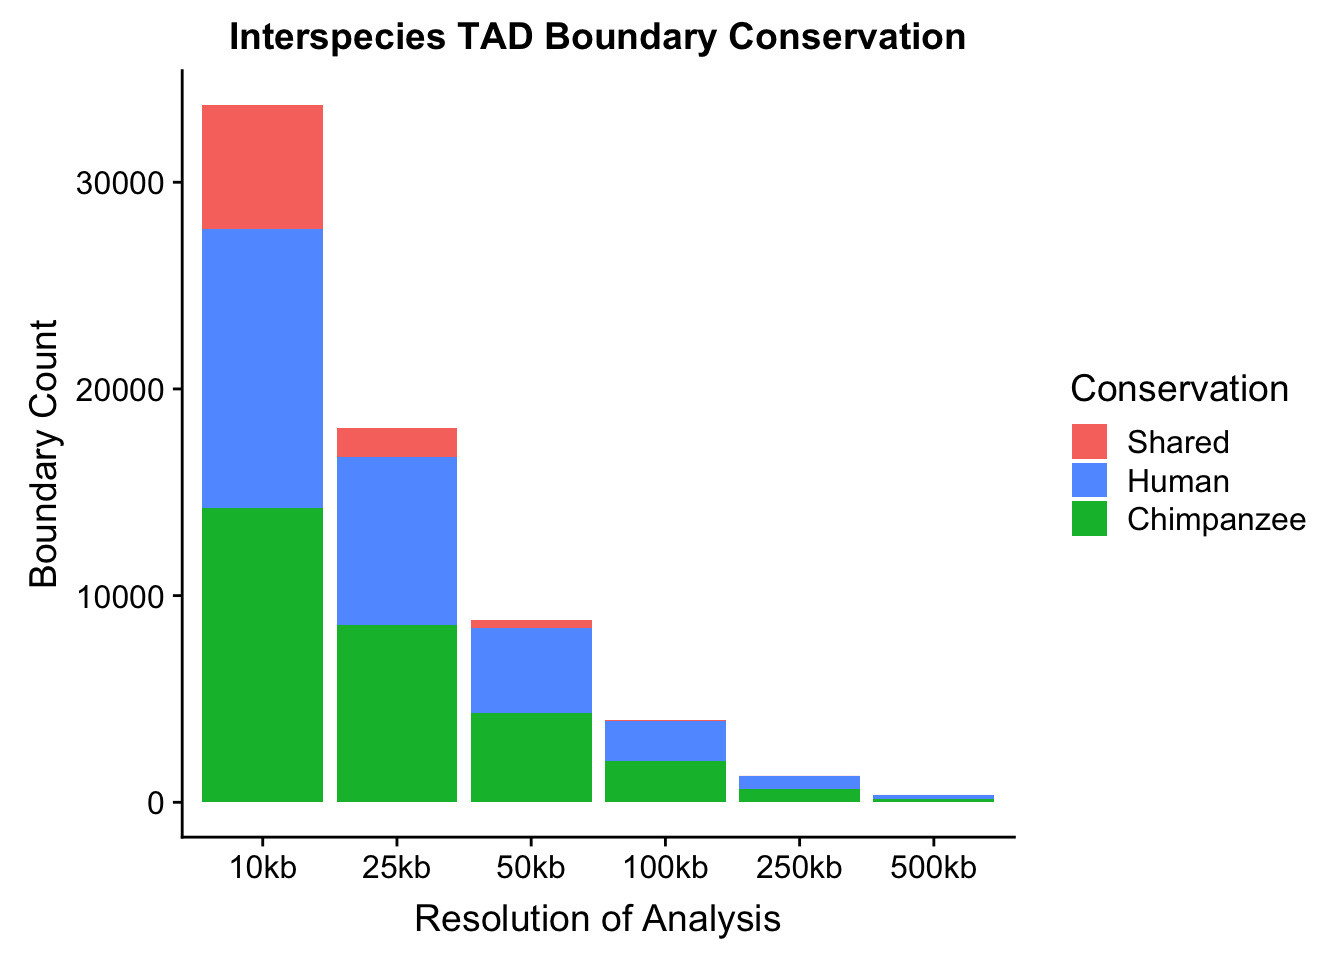 Interspecies TAD Boundary Conservation
Boundary Count
30000
20000
10000
0
10kb 25kb 50kb 100kb 250kb 500kb
Resolution of Analysis
Conservation
Shared
Human
Chimpanzee